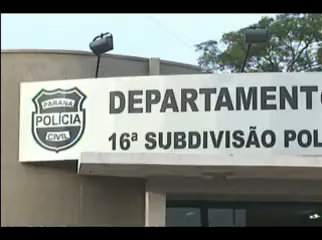 PARANÁ
POLÍCIA
CIVIL
DEPARTAMENTO
16ª SUBDIVISÃO POL